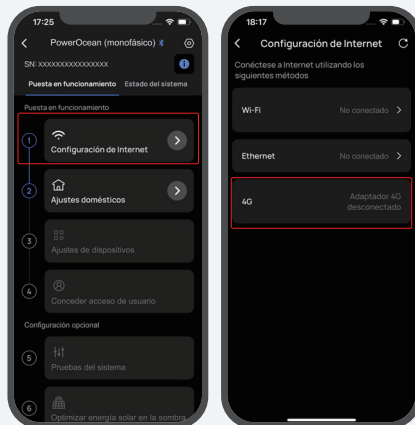 17:25
PowerOcean (monofásico)
SN: XXXXXXXXXXXXXXXX
Puesta en funcionamiento Estado del sistema
Puesta en funcionamiento
1
Configuración de Internet
2
Ajustes domésticos
3
Ajustes de dispositivos
4
Conceder acceso de usuario
Configuración opcional
5
Pruebas del sistema
6
Optimizar energía solar en la sombra
18:17
Configuración de Internet
Conéctese a Internet utilizando los
siguientes métodos
Wi-Fi No conectado
Ethernet No conectado
4G Adaptador 4G
desconectado